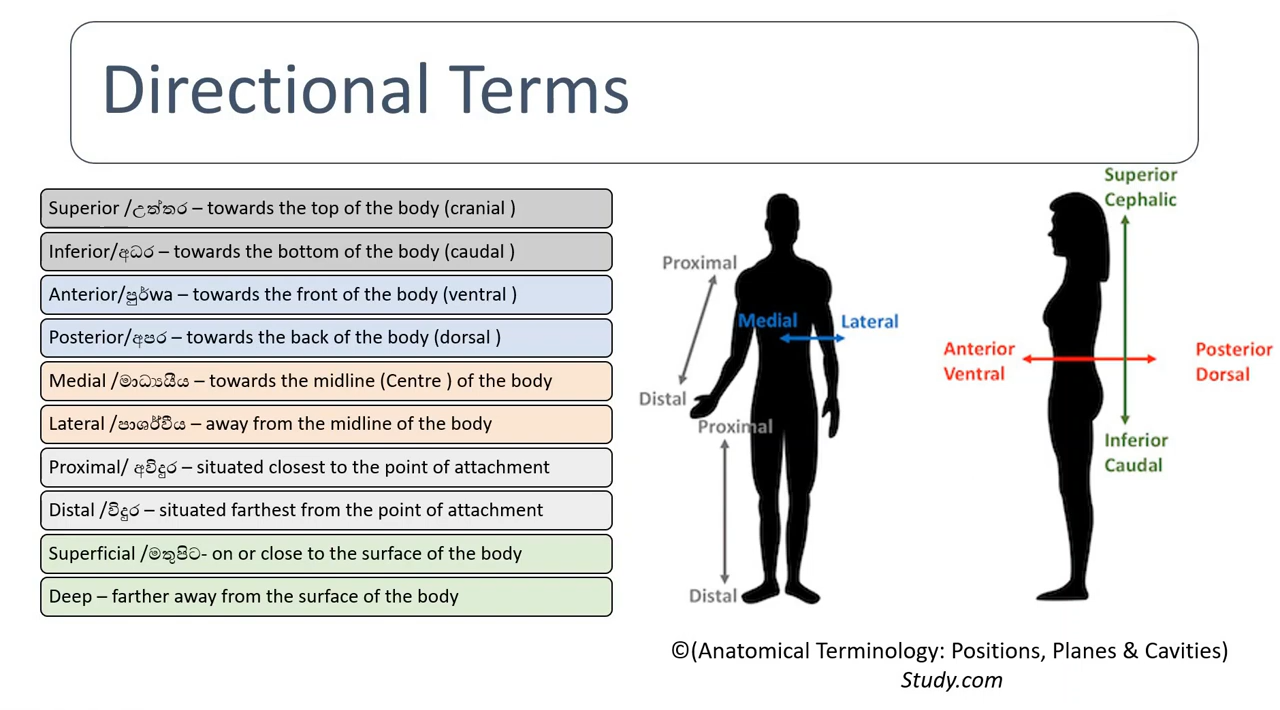 Directional Terms
Superior /උත්තර – towards the top of the body (cranial )
Inferior/අධර – towards the bottom of the body (caudal )
Anterior/පුර්wa – towards the front of the body (ventral )
Posterior/අපර – towards the back of the body (dorsal )
Medial /මාධ්‍යයීය – towards the midline (Centre ) of the body
Lateral /පාර්ශවීය – away from the midline of the body
Proximal/ අවිදුර – situated closest to the point of attachment
Distal /විදුර – situated farthest from the point of attachment
Superficial /මතුපිට- on or close to the surface of the body
Deep – farther away from the surface of the body
Proximal
Medial
Lateral
Distal
Proximal
Distal
Superior
Cephalic
Anterior
Ventral
Posterior
Dorsal
Inferior
Caudal
©(Anatomical Terminology: Positions, Planes & Cavities)
Study.com